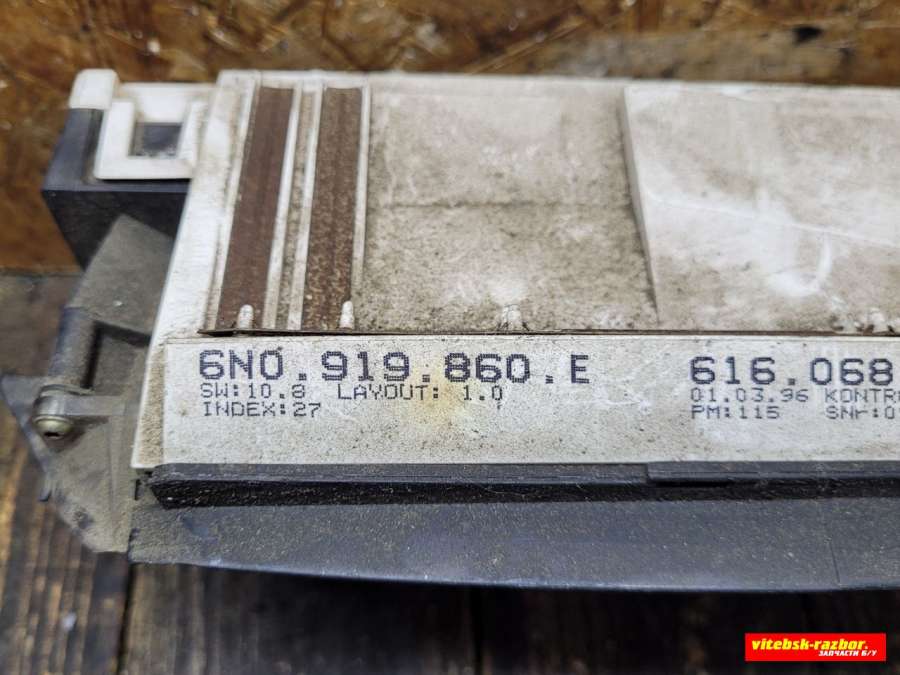 6N0.919.860.E 616.068
SW:10.8 LAYOUT: 1.0 01.03.96
INDEX:27 PM:115
vitebsk-razbor.
ЗАПЧАСТИ Б/У